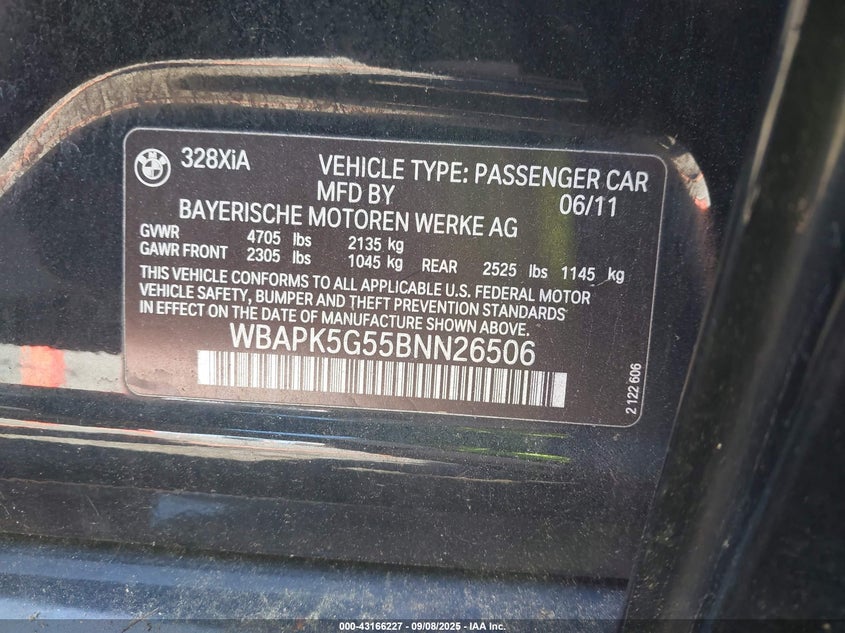 328XiA
VEHICLE TYPE: PASSENGER CAR
MFD BY 06/11
BAYERISCHE MOTOREN WERKE AG
GVWR 4705 lbs 2135 kg
GAWR FRONT 2305 lbs 1045 kg REAR 2525 lbs 1145 kg
THIS VEHICLE CONFORMS TO ALL APPLICABLE U.S. FEDERAL MOTOR
VEHICLE SAFETY, BUMPER AND THEFT PREVENTION STANDARDS
IN EFFECT ON THE DATE OF MANUFACTURE SHOWN ABOVE.
WBAPK5G55BNN26506
2 122 606
000-43166227 - 09/08/2025 - IAA Inc.